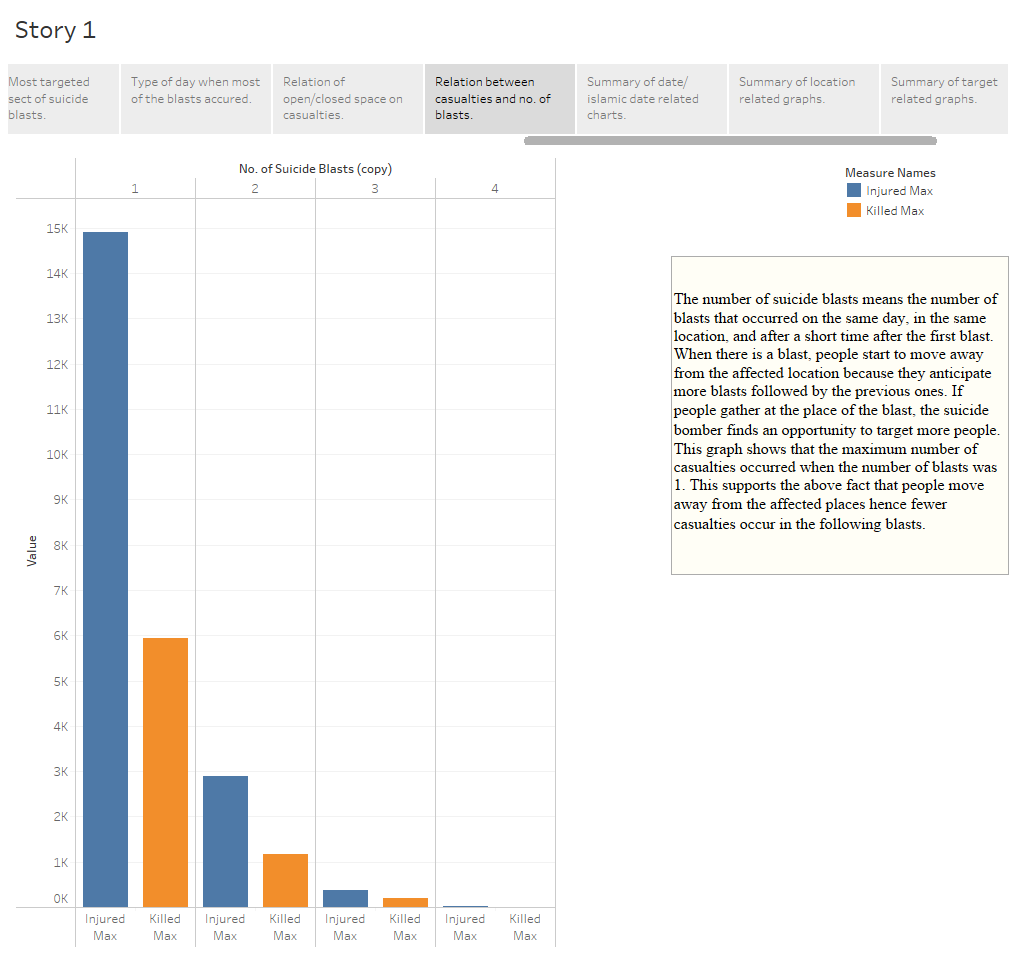 Story 1
Most targeted
sect of suicide
blasts.
Type of day when most
of the blasts accured.
Relation of
open/closed space on
casualties.
Relation between
casualties and no. of
blasts.
Summary of date/
islamic date related
charts.
Summary of location
related graphs.
Summary of target
related graphs.
No. of Suicide Blasts (copy)
1 2 3 4
Measure Names
Injured Max
Killed Max
15K
14K
13K
12K
11K
10K
9K
8K
7K
6K
5K
4K
3K
2K
1K
0K
Value
Injured Max
Killed Max
Injured Max
Killed Max
Injured Max
Killed Max
Injured Max
Killed Max
The number of suicide blasts means the number of
blasts that occurred on the same day, in the same
location, and after a short time after the first blast.
When there is a blast, people start to move away
from the affected location because they anticipate
more blasts followed by the previous ones. If
people gather at the place of the blast, the suicide
bomber finds an opportunity to target more people.
This graph shows that the maximum number of
casualties occurred when the number of blasts was
1. This supports the above fact that people move
away from the affected places hence fewer
casualties occur in the following blasts.